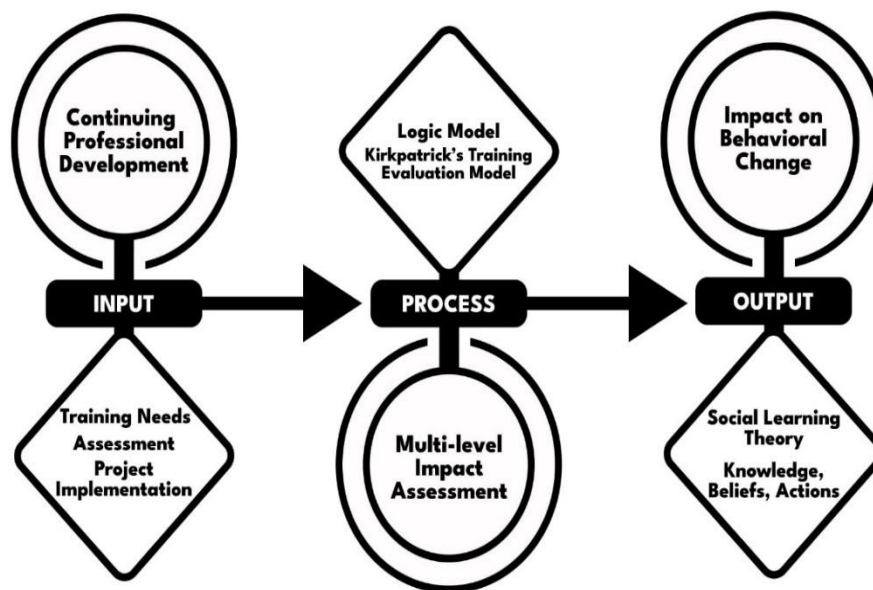 Continuing
Professional
Development
INPUT
Training Needs
Assessment
Project
Implementation
Logic Model
Kirkpatrick's Training
Evaluation Model
PROCESS
Multi-level
Impact
Assessment
Impact on
Behavioral
Change
OUTPUT
Social Learning
Theory
Knowledge,
Beliefs, Actions